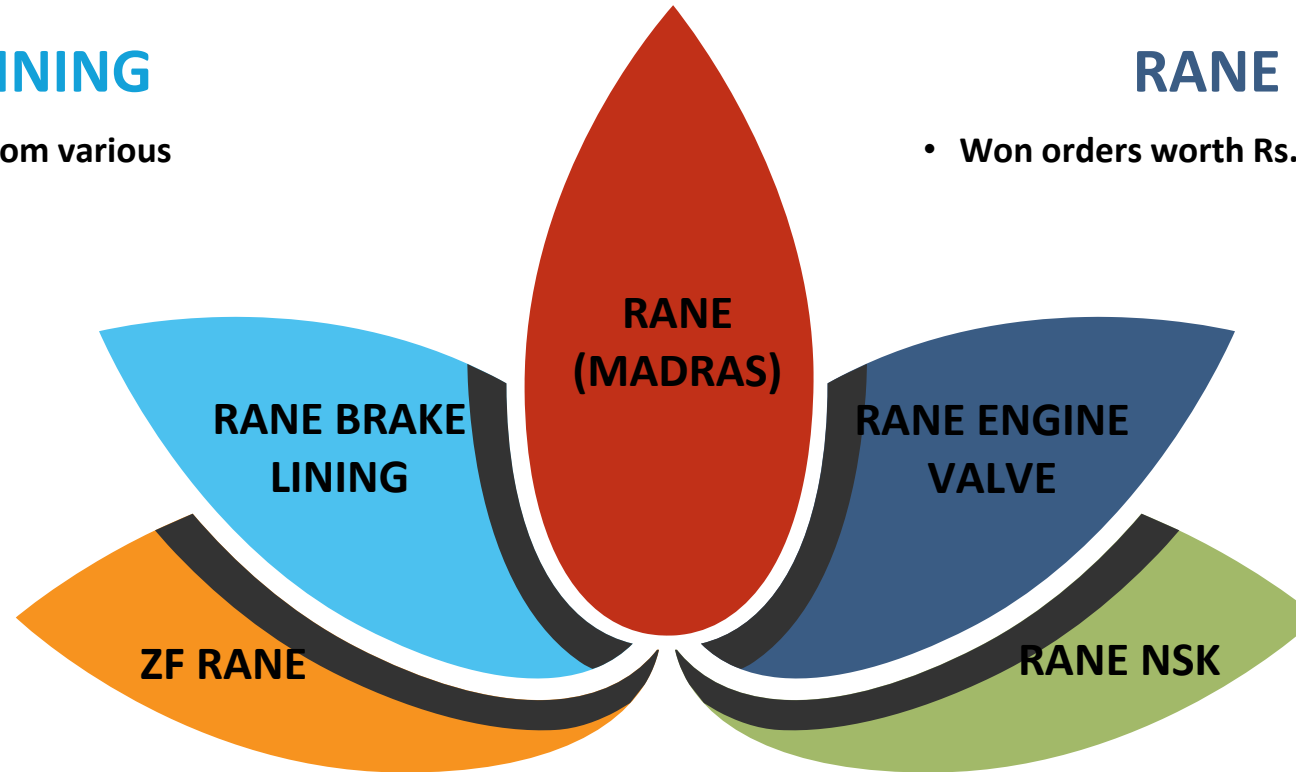 INING
RANE
om various
• Won orders worth Rs.
RANE
(MADRAS)
RANE BRAKE
LINING
RANE ENGINE
VALVE
ZF RANE
RANE NSK